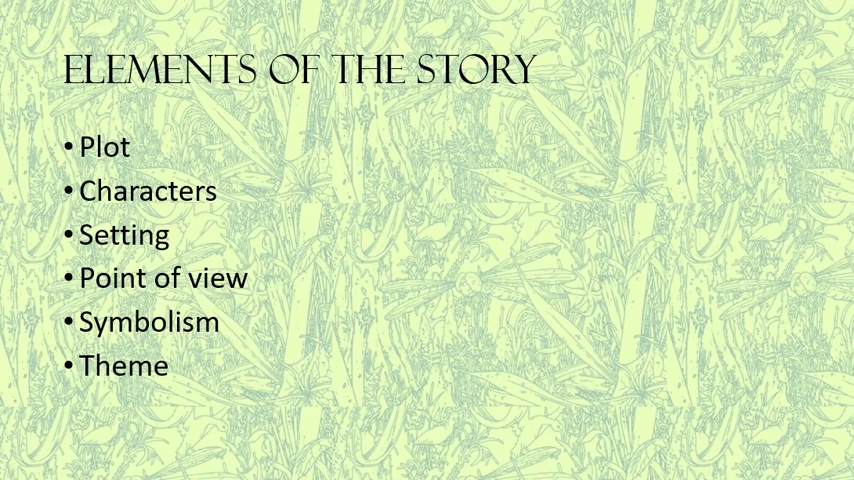 ELEMENTS OF THE STORY
• Plot
• Characters
• Setting
• Point of view
• Symbolism
• Theme